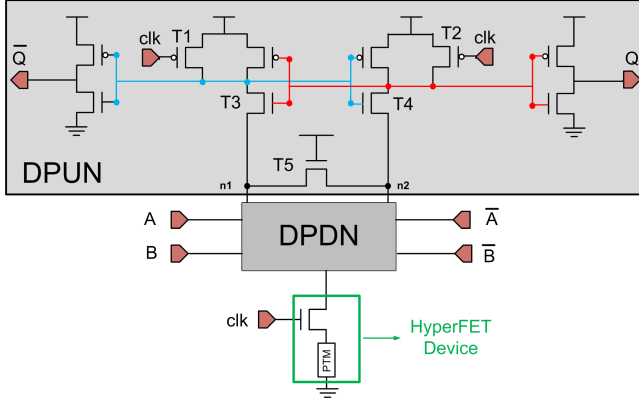 Q̅
clk
T1
T2
clk
Q
T3
T4
T5
n1
n2
DPUN
A
A̅
DPDN
B
B̅
clk
PTM
HyperFET
Device